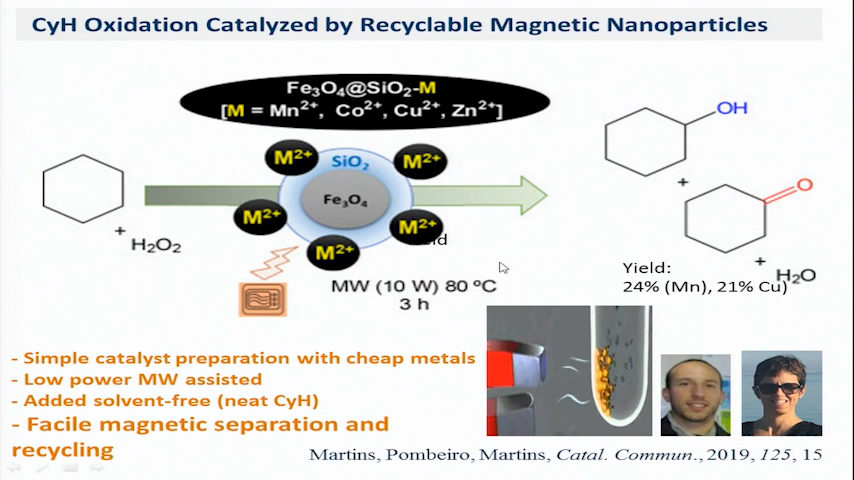 CyH Oxidation Catalyzed by Recyclable Magnetic Nanoparticles
Fe₃O₄@SiO₂-M
[M = Mn²⁺, Co²⁺, Cu²⁺, Zn²⁺]
M²⁺
SiO₂
M²⁺
Fe₃O₄
M²⁺
M²⁺
M²⁺
+
H₂O₂
OH
+
O
+
H₂O
MW (10 W) 80 ºC
3 h
Yield:
24% (Mn), 21% Cu)
- Simple catalyst preparation with cheap metals
- Low power MW assisted
- Added solvent-free (neat CyH)
- Facile magnetic separation and
recycling
Martins, Pombeiro, Martins, Catal. Commun., 2019, 125, 15